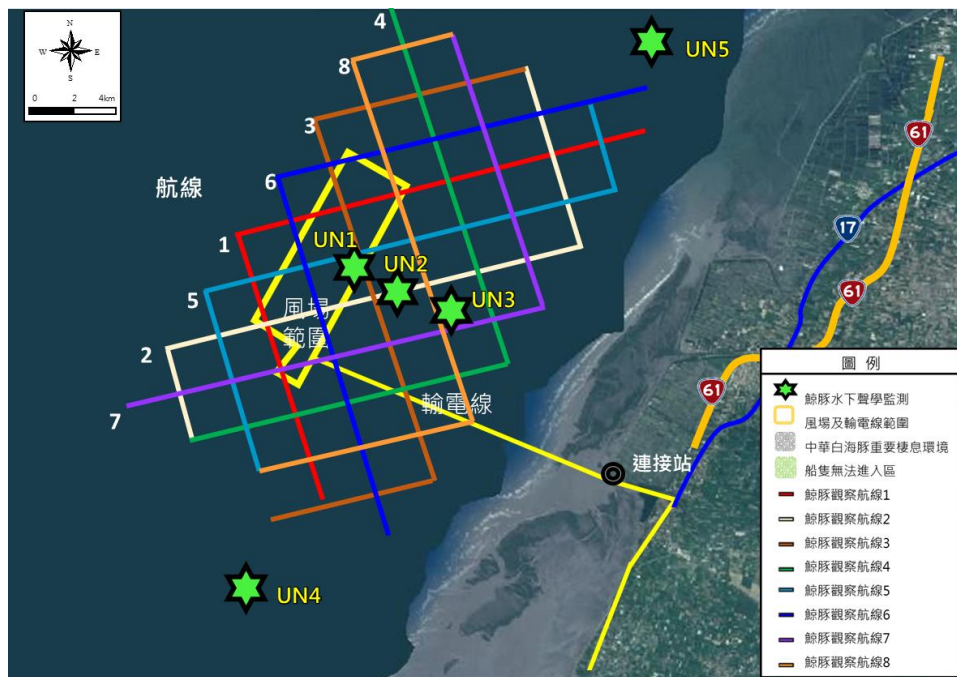 N
W
E
S
0
2
4km
4
8
3
6
1
5
2
7
航線
UN5
UN1
UN2
UN3
UN4
風場
範圍
輸電線
連接站
61
17
61
61
圖 例
鯨豚水下聲學監測
風場及輸電線範圍
中華白海豚重要棲息環境
船隻無法進入區
鯨豚觀察航線1
鯨豚觀察航線2
鯨豚觀察航線3
鯨豚觀察航線4
鯨豚觀察航線5
鯨豚觀察航線6
鯨豚觀察航線7
鯨豚觀察航線8